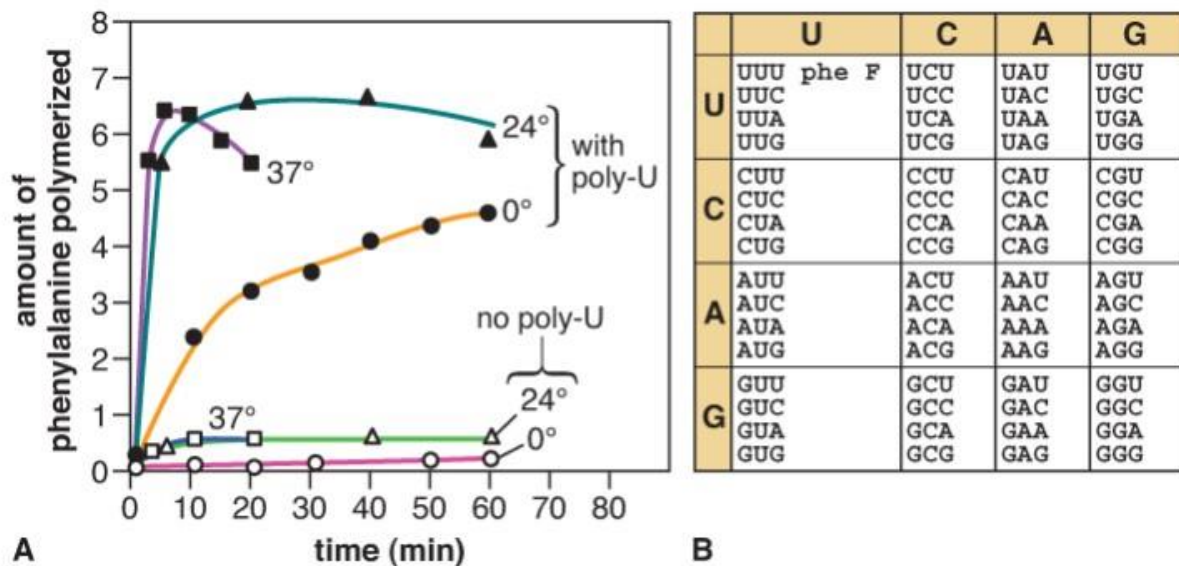 8
7
6
5
4
3
2
1
0
amount of
phenylalanine polymerized
37°
24°
with
poly-U
0°
no poly-U
37°
24°
0°
0 10 20 30 40 50 60 70 80
time (min)
A
U C A G
U
UUU phe F UCU UAU UGU
UUC UCC UAC UGC
UUA UCA UAA UGA
UUG UCG UAG UGG
C
CUU CCU CAU CGU
CUC CCC CAC CGC
CUA CCA CAA CGA
CUG CCG CAG CGG
A
AUU ACU AAU AGU
AUC ACC AAC AGC
AUA ACA AAA AGA
AUG ACG AAG AGG
G
GUU GCU GAU GGU
GUC GCC GAC GGC
GUA GCA GAA GGA
GUG GCG GAG GGG
B